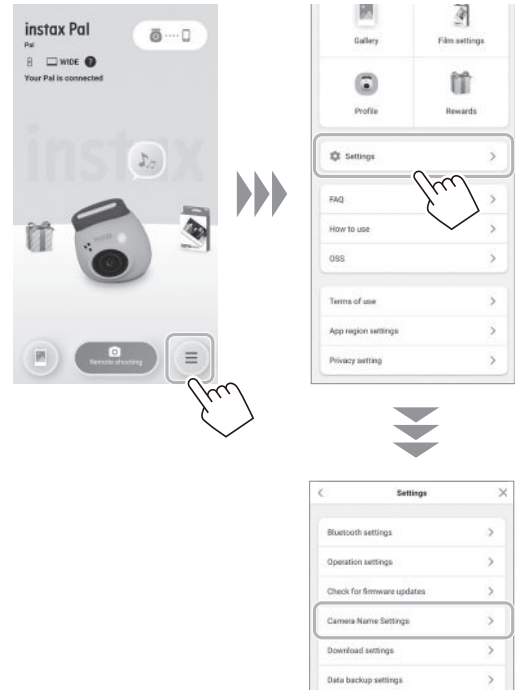 instax Pal
Pal
WIDE ?
Your Pal is connected
instax
Remote shooting
Gallery
Film settings
Profile
Rewards
Settings
FAQ
How to use
OSS
Terms of use
App region settings
Privacy setting
Settings
Bluetooth settings
Operation settings
Check for firmware updates
Camera Name Settings
Download settings
Data backup settings